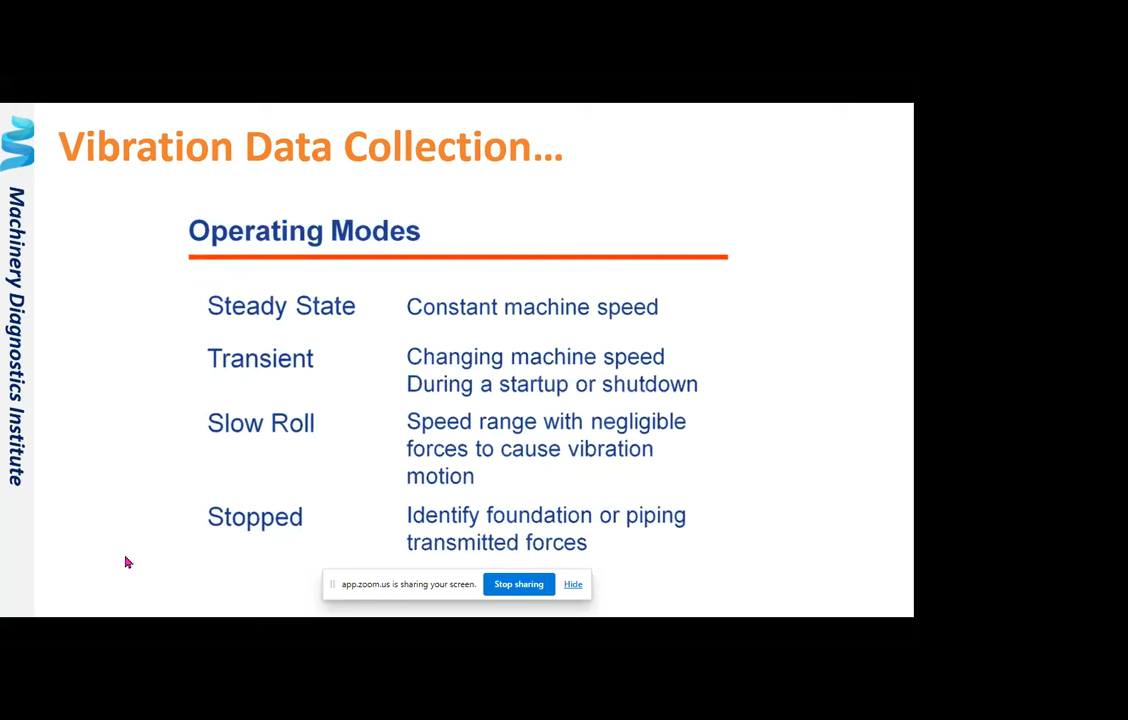 Vibration Data Collection...
Machinery Diagnostics Institute
Operating Modes
Steady State
Constant machine speed
Transient
Changing machine speed
During a startup or shutdown
Slow Roll
Speed range with negligible
forces to cause vibration
motion
Stopped
Identify foundation or piping
transmitted forces
app.zoom.us is sharing your screen.
Stop sharing
Hide